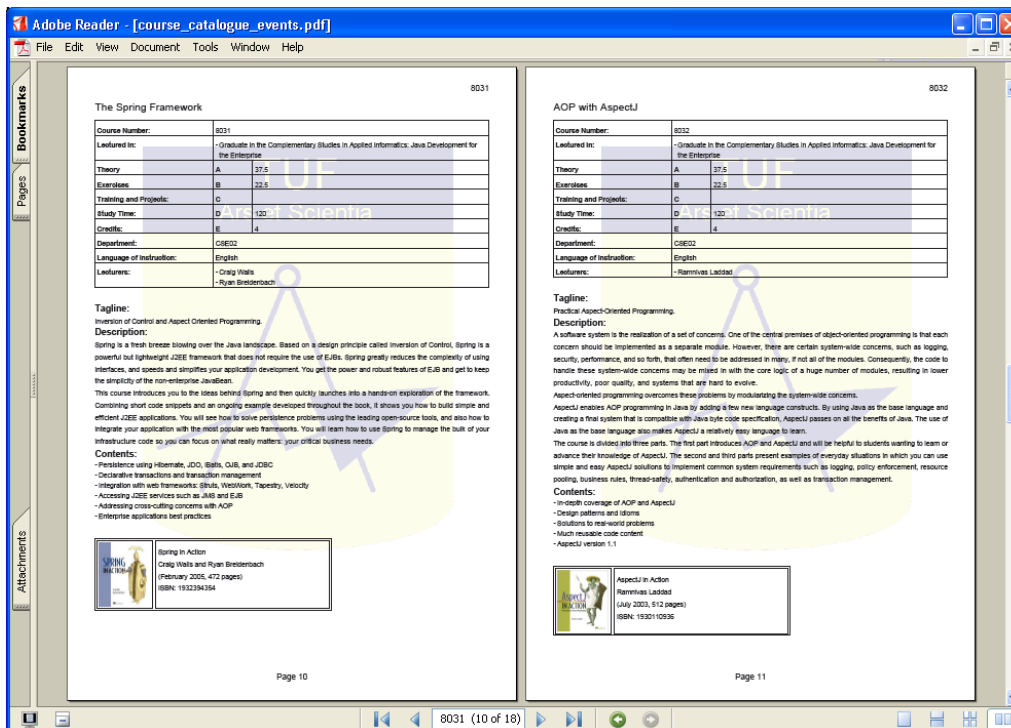 Adobe Reader - [course_catalogue_events.pdf]
File Edit View Document Tools Window Help
Bookmarks
Pages
Attachments
8031
The Spring Framework
Course Number: 8031
Lectured in: - Graduate in the Complementary Studies in Applied Informatics: Java Development for
the Enterprise
Theory A 37.5
Exercises B 22.5
Training and Projects: C
Study Time: D 120
Credits: E 4
Department: CSE02
Language of Instruction: English
Lecturers: - Craig Walls
- Ryan Breidenbach
TUF
Ars et Scientia
Tagline:
Inversion of Control and Aspect Oriented Programming.
Description:
Spring is a fresh breeze blowing over the Java landscape. Based on a design principle called Inversion of Control, Spring is a
powerful but lightweight J2EE framework that does not require the use of EJBs. Spring greatly reduces the complexity of using
interfaces, and speeds and simplifies your application development. You get the power and robust features of EJB and get to keep
the simplicity of the non-enterprise JavaBean.
This course introduces you to the ideas behind Spring and then quickly launches into a hands-on exploration of the framework.
Combining short code snippets and an ongoing example developed throughout the book, it shows you how to build simple and
efficient J2EE applications. You will see how to solve persistence problems using the leading open-source tools, and also how to
integrate your application with the most popular web frameworks. You will learn how to use Spring to manage the bulk of your
infrastructure code so you can focus on what really matters: your critical business needs.
Contents:
- Persistence using Hibernate, JDO, iBatis, OJB, and JDBC
- Declarative transactions and transaction management
- Integration with web frameworks: Struts, WebWork, Tapestry, Velocity
- Accessing J2EE services such as JMS and EJB
- Addressing cross-cutting concerns with AOP
- Enterprise applications best practices
SPRING
IN ACTION
Spring in Action
Craig Walls and Ryan Breidenbach
(February 2005, 472 pages)
ISBN: 1932394354
Page 10
8032
AOP with AspectJ
Course Number: 8032
Lectured in: - Graduate in the Complementary Studies in Applied Informatics: Java Development for
the Enterprise
Theory A 37.5
Exercises B 22.5
Training and Projects: C
Study Time: D 120
Credits: E 4
Department: CSE02
Language of Instruction: English
Lecturers: - Ramnivas Laddad
TUF
Ars et Scientia
Tagline:
Practical Aspect-Oriented Programming.
Description:
A software system is the realization of a set of concerns. One of the central premises of object-oriented programming is that each
concern should be implemented as a separate module. However, there are certain system-wide concerns, such as logging,
security, performance, and so forth, that often need to be addressed in many, if not all of the modules. Consequently, the code to
handle these system-wide concerns may be mixed in with the core logic of a huge number of modules, resulting in lower
productivity, poor quality, and systems that are hard to evolve.
Aspect-oriented programming overcomes these problems by modularizing the system-wide concerns.
AspectJ enables AOP programming in Java by adding a few new language constructs. By using Java as the base language and
creating a final system that is compatible with Java byte code specification, AspectJ passes on all the benefits of Java. The use of
Java as the base language also makes AspectJ a relatively easy language to learn.
The course is divided into three parts. The first part introduces AOP and AspectJ and will be helpful to students wanting to learn or
advance their knowledge of AspectJ. The second and third parts present examples of everyday situations in which you can use
simple and easy AspectJ solutions to implement common system requirements such as logging, policy enforcement, resource
pooling, business rules, thread-safety, authentication and authorization, as well as transaction management.
Contents:
- In-depth coverage of AOP and AspectJ
- Design patterns and idioms
- Solutions to real-world problems
- Much reusable code content
- AspectJ version 1.1
AspectJ
IN ACTION
AspectJ in Action
Ramnivas Laddad
(July 2003, 512 pages)
ISBN: 1930110936
Page 11
8031 (10 of 18)